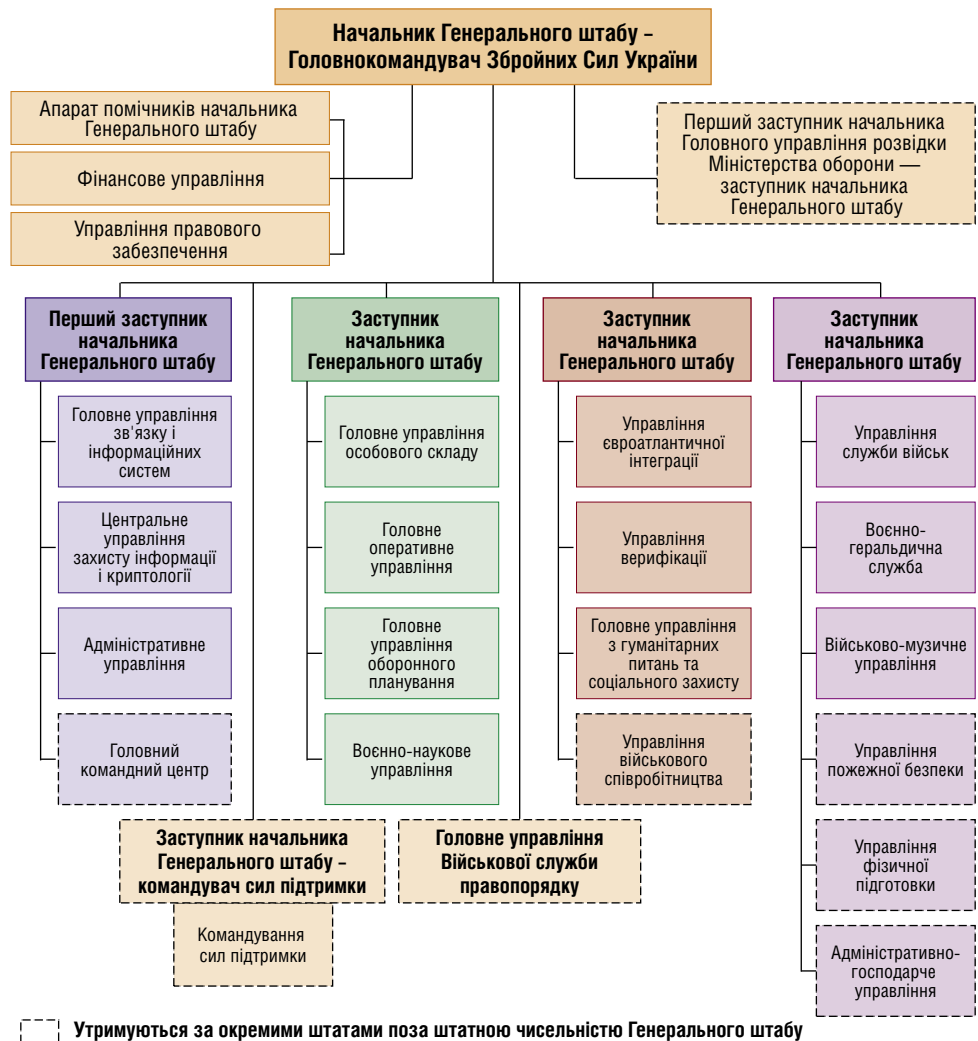 Начальник Генерального штабу –
Головнокомандувач Збройних Сил України
Апарат помічників начальника
Генерального штабу
Фінансове управління
Управління правового
забезпечення
Перший заступник начальника
Головного управління розвідки
Міністерства оборони —
заступник начальника
Генерального штабу
Перший заступник
начальника
Генерального штабу
Головне управління
зв'язку і
інформаційних
систем
Центральне
управління
захисту інформації
і криптології
Адміністративне
управління
Головний
командний центр
Заступник
начальника
Генерального штабу
Головне управління
особового складу
Головне
оперативне
управління
Головне
управління
оборонного
планування
Воєнно-наукове
управління
Заступник
начальника
Генерального штабу
Управління
євроатлантичної
інтеграції
Управління
верифікації
Головне управління
з гуманітарних
питань та
соціального захисту
Управління
військового
співробітництва
Заступник
начальника
Генерального штабу
Управління
служби військ
Воєнно-
геральдична
служба
Військово-музичне
управління
Управління
пожежної безпеки
Управління
фізичної
підготовки
Адміністративно-
господарче
управління
Заступник начальника
Генерального штабу –
командувач сил підтримки
Командування
сил підтримки
Головне управління
Військової служби
правопорядку
Утримуються за окремими штатами поза штатною чисельністю Генерального штабу